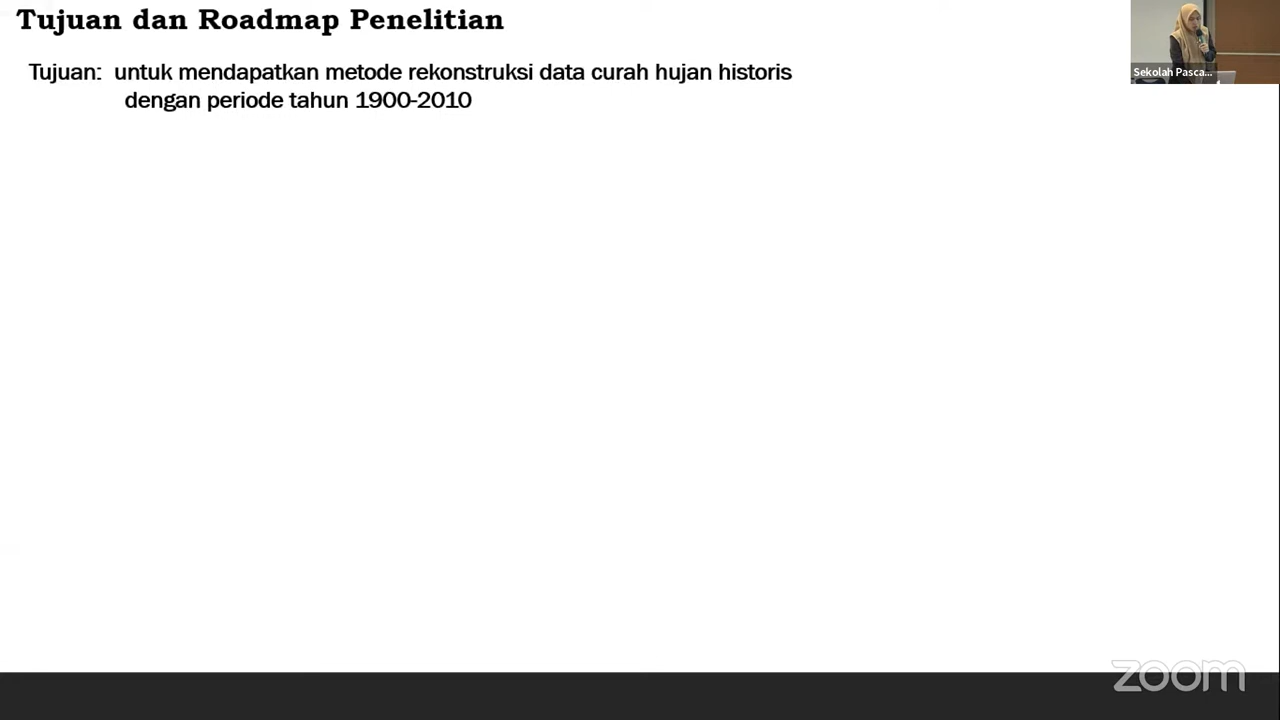 Tujuan dan Roadmap Penelitian
Tujuan: untuk mendapatkan metode rekonstruksi data curah hujan historis
dengan periode tahun 1900-2010
Sekolah Pasca...
zoom